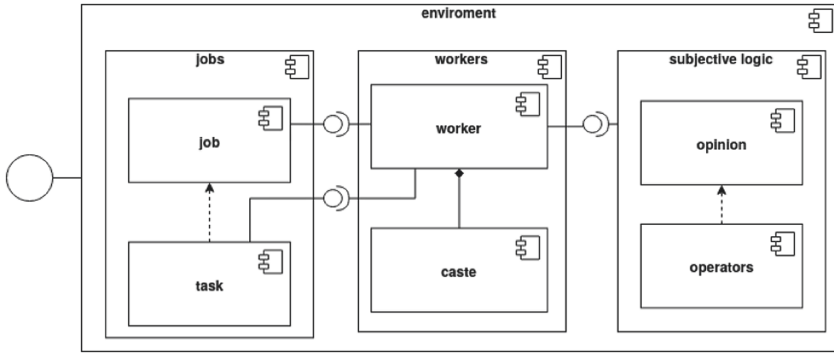 enviroment
jobs
workers
subjective logic
job
worker
opinion
task
caste
operators